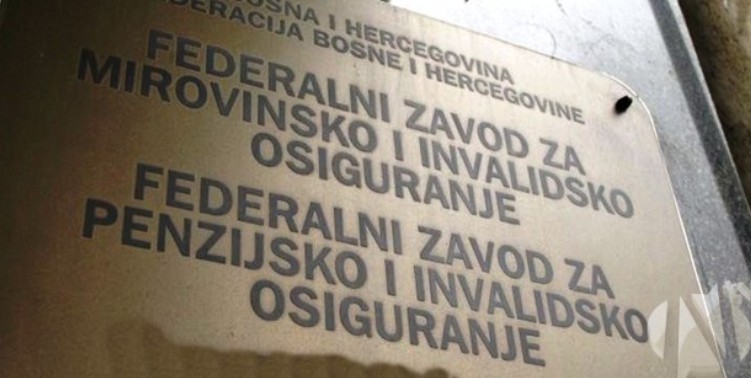 BOSNA I HERCEGOVINA
FEDERACIJA BOSNE I HERCEGOVINE
FEDERALNI ZAVOD ZA
MIROVINSKO I INVALIDSKO
OSIGURANJE
FEDERALNI ZAVOD ZA
PENZIJSKO I INVALIDSKO
OSIGURANJE